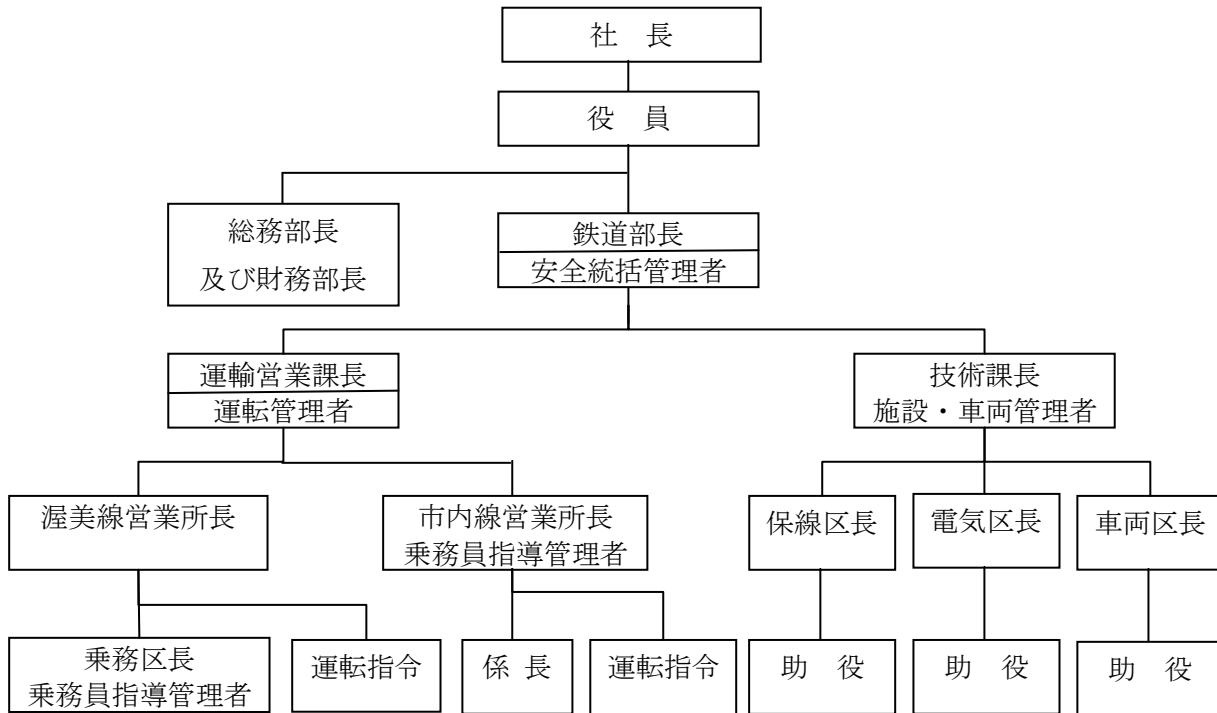 社 長
役 員
総務部長
及び財務部長
鉄道部長
安全統括管理者
運輸営業課長
運転管理者
技術課長
施設・車両管理者
渥美線営業所長
市内線営業所長
乗務員指導管理者
保線区長
電気区長
車両区長
乗務区長
乗務員指導管理者
運転指令
係 長
運転指令
助 役
助 役
助 役